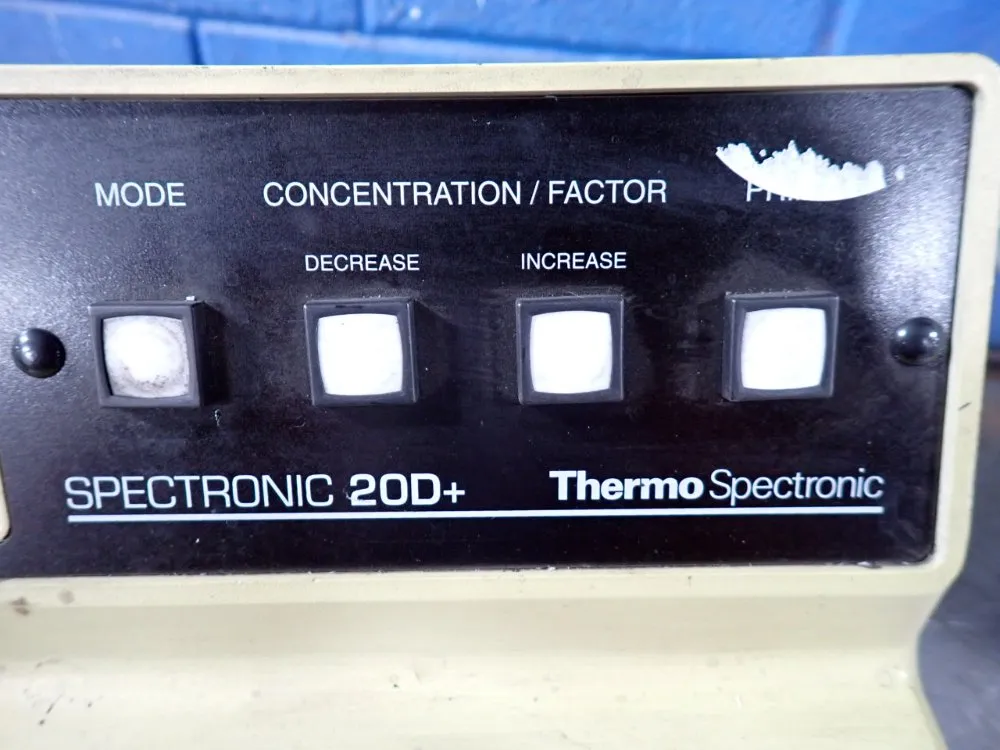 MODE CONCENTRATION / FACTOR
DECREASE INCREASE
SPECTRONIC 20D+ Thermo Spectronic